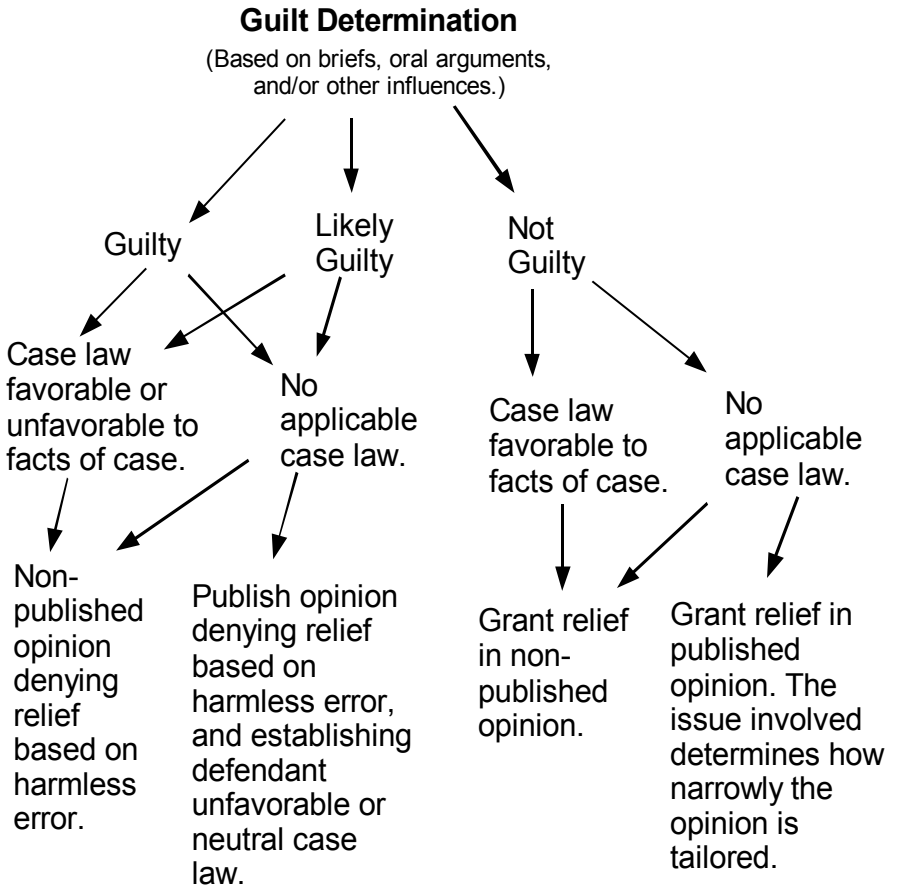 Guilt Determination
(Based on briefs, oral arguments,
and/or other influences.)
Guilty
Likely
Guilty
Not
Guilty
Case law
favorable or
unfavorable to
facts of case.
No
applicable
case law.
Case law
favorable to
facts of case.
No
applicable
case law.
Non-
published
opinion
denying
relief
based on
harmless
error.
Publish opinion
denying relief
based on
harmless error,
and establishing
defendant
unfavorable or
neutral case
law.
Grant relief
in non-
published
opinion.
Grant relief in
published
opinion. The
issue involved
determines how
narrowly the
opinion is
tailored.